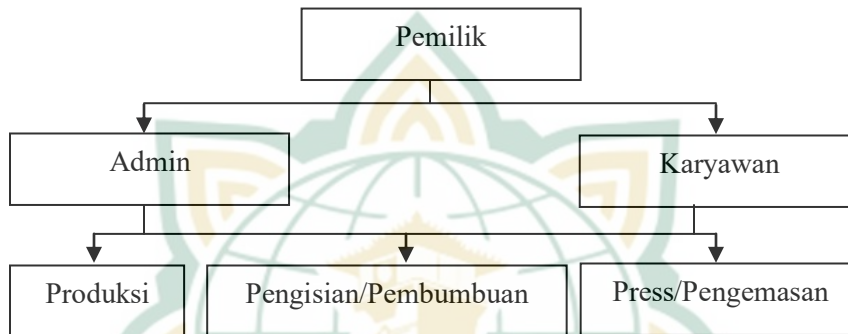 Pemilik
Admin
Karyawan
Produksi
Pengisian/Pembumbuan
Press/Pengemasan